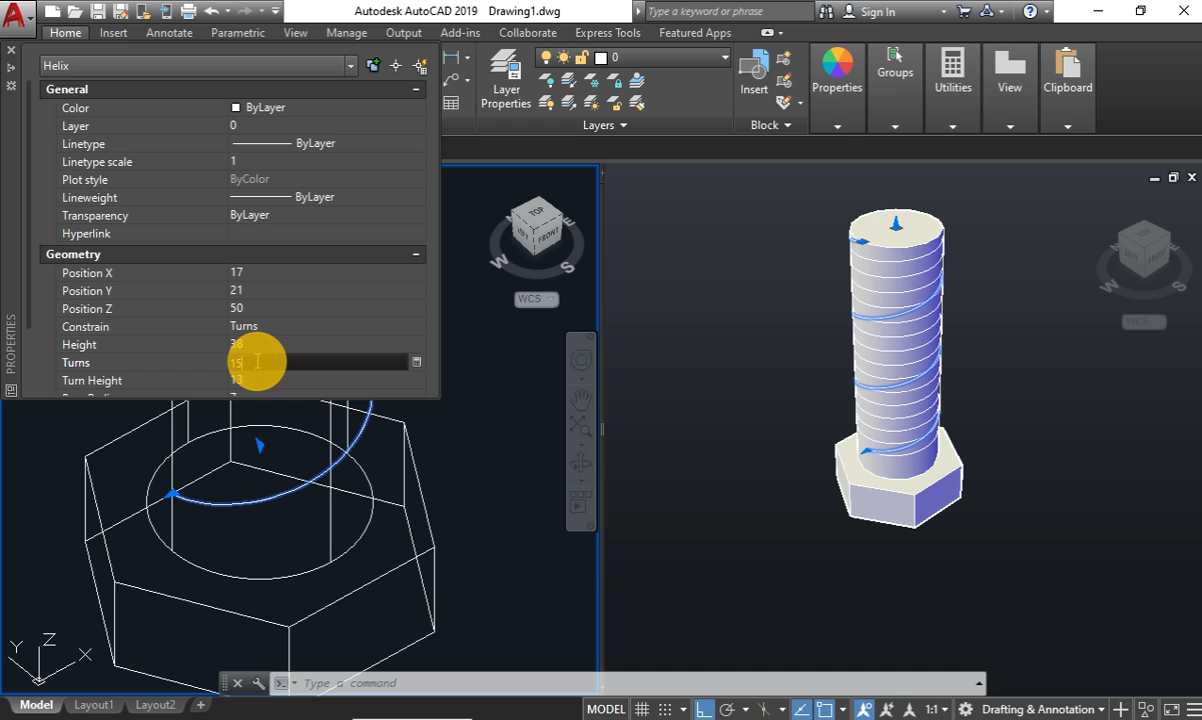 A Autodesk AutoCAD 2019 Drawing1.dwg Type a keyword or phrase Sign In ?
Home Insert Annotate Parametric View Manage Output Add-ins Collaborate Express Tools Featured Apps
Helix
General
Color ByLayer
Layer 0
Linetype ByLayer
Linetype scale 1
Plot style ByColor
Lineweight ByLayer
Transparency ByLayer
Hyperlink
Geometry
Position X 17
Position Y 21
Position Z 50
Constrain Turns
Height 38
Turns 15
Turn Height 13
PROPERTIES
0
Layer
Properties
Layers
Insert
Block
Properties
Groups
Utilities
View
Clipboard
TOP
LEFT FRONT
W S
WCS
WCS
Y Z X
Type a command
Model Layout1 Layout2 +
MODEL 1:1 Drafting & Annotation